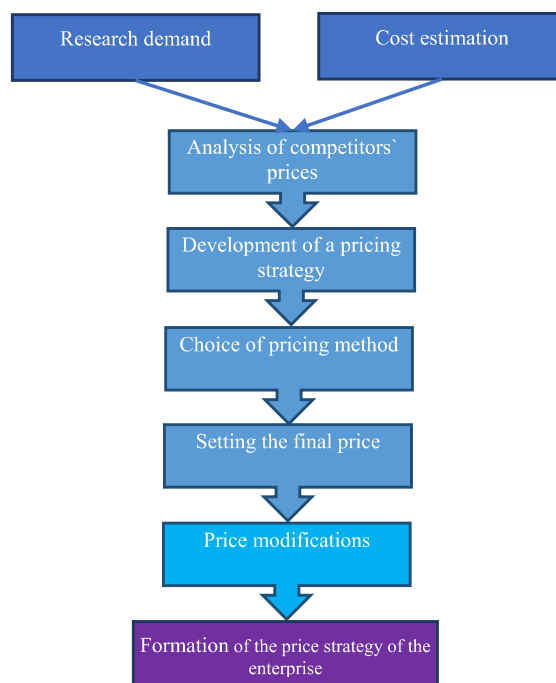 Research demand
Cost estimation
Analysis of competitors`
prices
Development of a pricing
strategy
Choice of pricing method
Setting the final price
Price modifications
Formation of the price strategy of the
enterprise